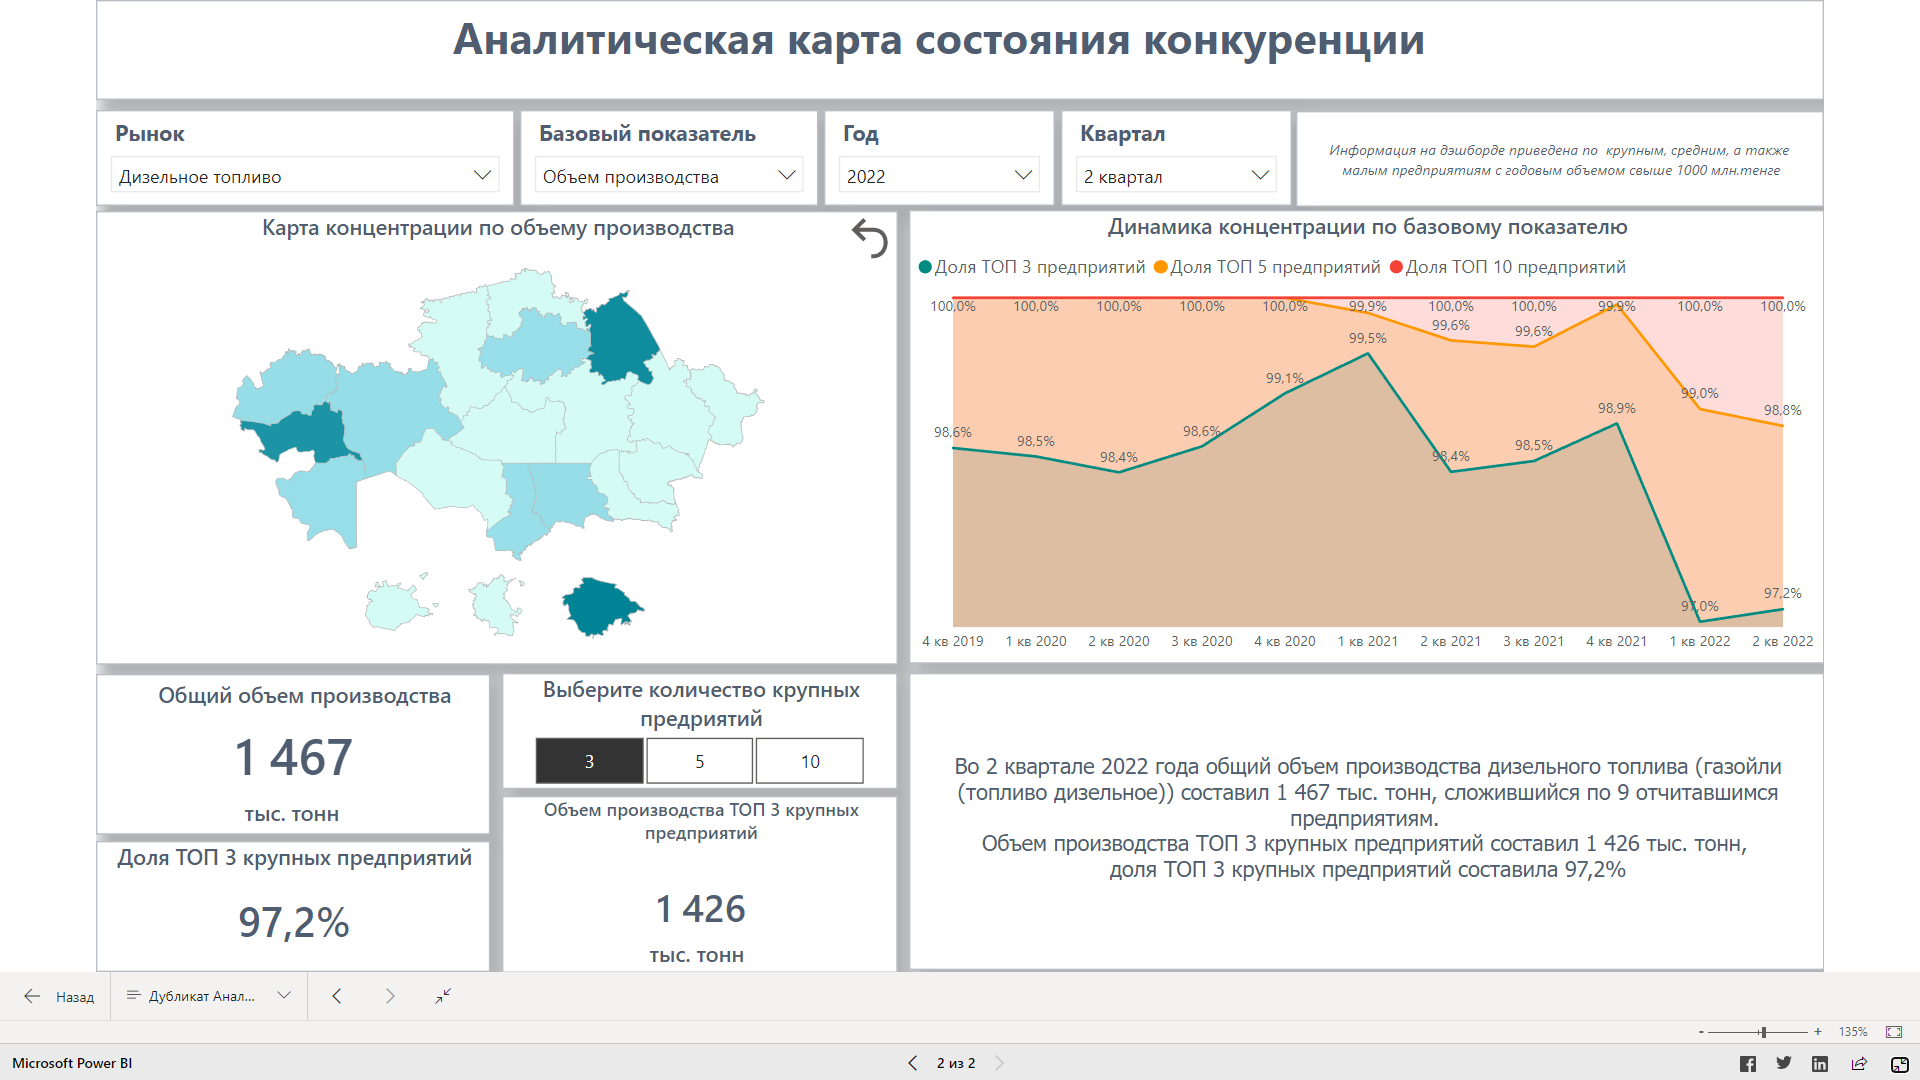 Аналитическая карта состояния конкуренции
Рынок
Дизельное топливо
Базовый показатель
Объем производства
Год
2022
Квартал
2 квартал
Информация на дэшборде приведена по крупным, средним, а также
малым предприятиям с годовым объемом свыше 1000 млн.тенге
Карта концентрации по объему производства
Динамика концентрации по базовому показателю
Доля ТОП 3 предприятий Доля ТОП 5 предприятий Доля ТОП 10 предприятий
100,0% 100,0% 100,0% 100,0% 100,0% 99,9% 100,0% 100,0% 99,9% 100,0% 100,0%
99,6% 99,6% 99,0% 98,8%
98,6% 98,5% 98,4% 98,6% 99,1% 99,5% 98,4% 98,5% 98,9% 97,0% 97,2%
4 кв 2019 1 кв 2020 2 кв 2020 3 кв 2020 4 кв 2020 1 кв 2021 2 кв 2021 3 кв 2021 4 кв 2021 1 кв 2022 2 кв 2022
Общий объем производства
1 467
тыс. тонн
Доля ТОП 3 крупных предприятий
97,2%
Выберите количество крупных
предриятий
3 5 10
Объем производства ТОП 3 крупных
предприятий
1 426
тыс. тонн
Во 2 квартале 2022 года общий объем производства дизельного топлива (газойли
(топливо дизельное)) составил 1 467 тыс. тонн, сложившийся по 9 отчитавшимся
предприятиям.
Объем производства ТОП 3 крупных предприятий составил 1 426 тыс. тонн,
доля ТОП 3 крупных предприятий составила 97,2%
Назад
Дубликат Анал...
- + 135%
Microsoft Power BI
2 из 2